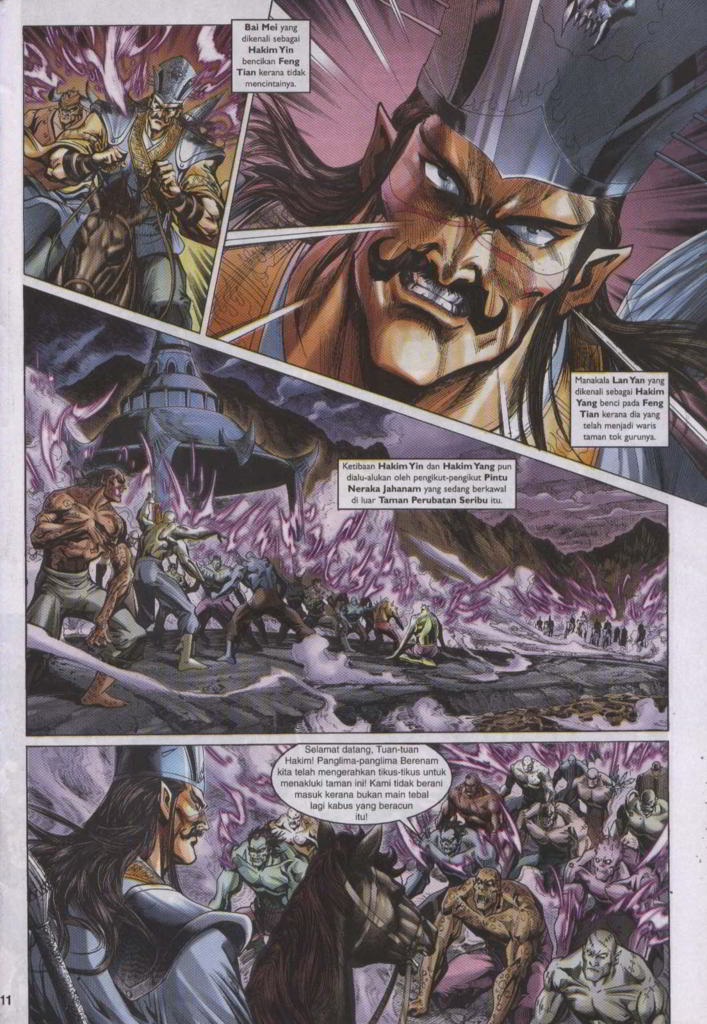 Bai Mei yang
dikenali sebagai
Hakim Yin
bencikan Feng
Tian kerana tidak
mencintainya.
Manakala Lan Yan yang
dikenali sebagai Hakim
Yang benci pada Feng
Tian kerana dia yang
telah menjadi waris
taman tok gurunya.
Ketibaan Hakim Yin dan Hakim Yang pun
dialu-alukan oleh pengikut-pengikut Pintu
Neraka Jahanam yang sedang berkawal
di luar Taman Perubatan Seribu itu.
Selamat datang, Tuan-tuan
Hakim! Panglima-panglima Berenam
kita telah mengerahkan tikus-tikus untuk
menakluki taman ini! Kami tidak berani
masuk kerana bukan main tebal
lagi kabus yang beracun
itu!
11